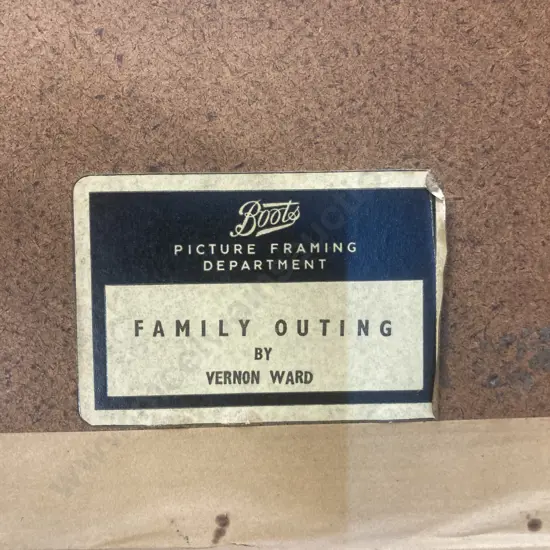 Boots
PICTURE FRAMING
DEPARTMENT
FAMILY OUTING
BY
VERNON WARD